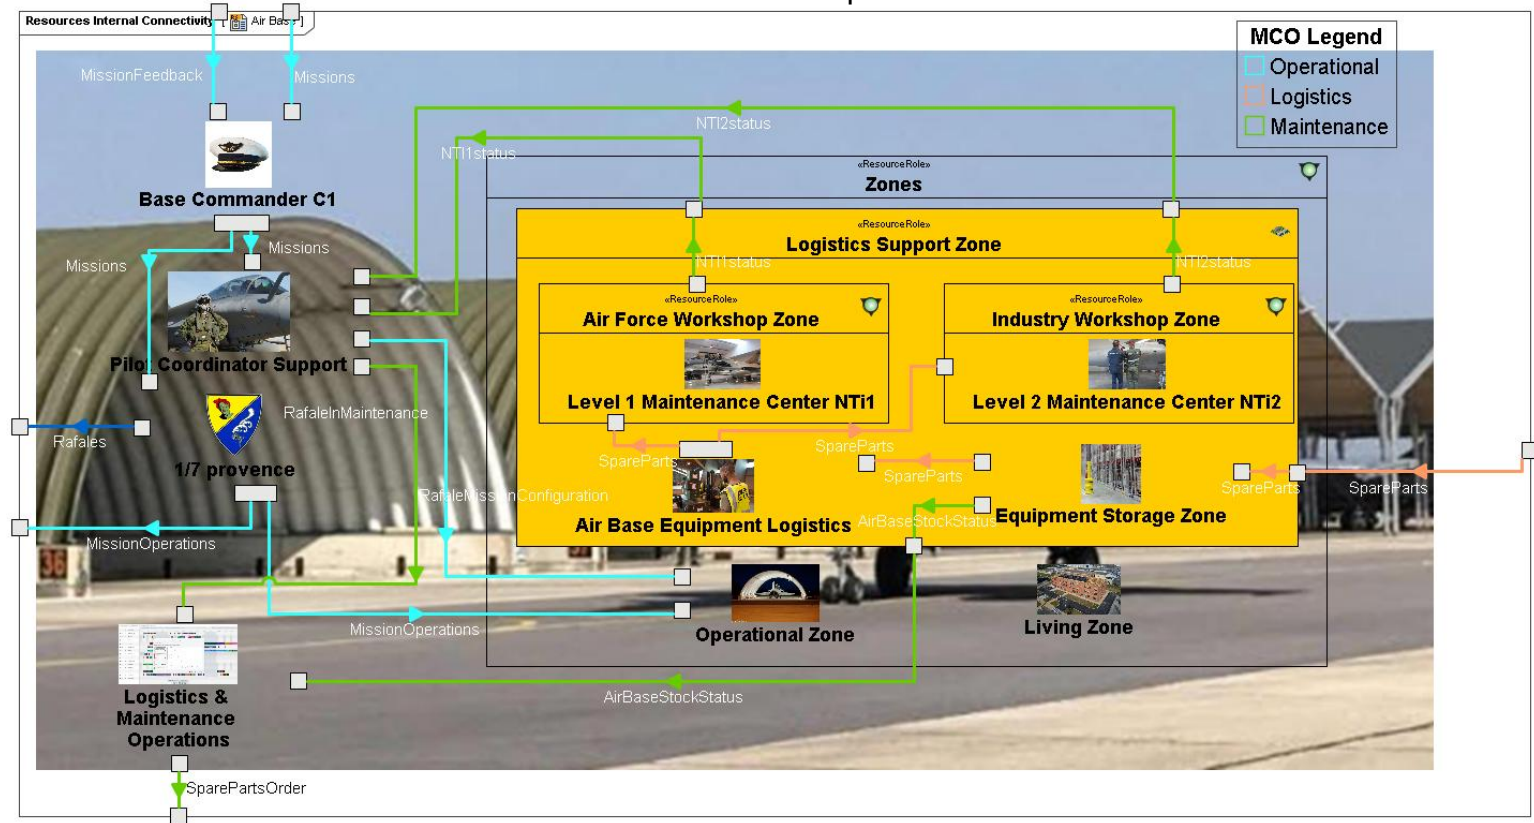 Resources Internal Connectivity [ Air Base ]
MCO Legend
Operational
Logistics
Maintenance
MissionFeedback
Missions
NTI2status
NTI1status
«ResourceRole»
Zones
Base Commander C1
«ResourceRole»
Logistics Support Zone
Missions
Missions
NTI1status
NTI2status
«ResourceRole»
Air Force Workshop Zone
«ResourceRole»
Industry Workshop Zone
Pilot Coordinator Support
Level 1 Maintenance Center NTi1
Level 2 Maintenance Center NTi2
RafaleInMaintenance
Rafales
SpareParts
SpareParts
SpareParts
SpareParts
SpareParts
1/7 provence
RafaleMissionConfiguration
Air Base Equipment Logistics
AirBaseStockStatus
Equipment Storage Zone
MissionOperations
36
MissionOperations
Operational Zone
Living Zone
AirBaseStockStatus
Logistics &
Maintenance
Operations
SparePartsOrder